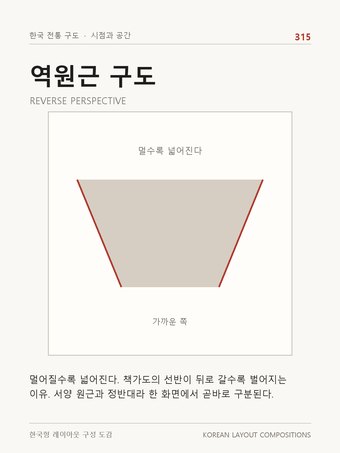 한국 전통 구도 · 시점과 공간
315
역원근 구도
REVERSE PERSPECTIVE
멀수록 넓어진다
가까운 쪽
멀어질수록 넓어진다. 책가도의 선반이 뒤로 갈수록 벌어지는
이유. 서양 원근과 정반대라 한 화면에서 곧바로 구분된다.
한국형 레이아웃 구성 도감
KOREAN LAYOUT COMPOSITIONS